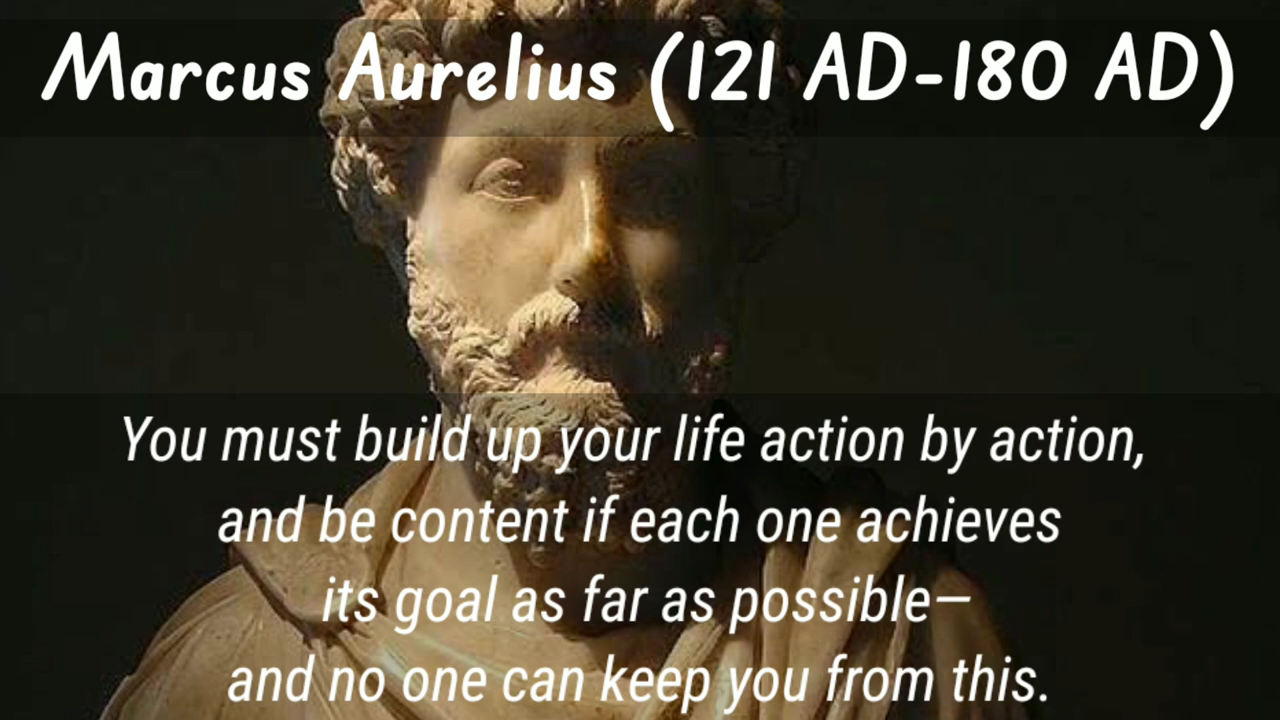 Marcus Aurelius (121 AD-180 AD)
You must build up your life action by action,
and be content if each one achieves
its goal as far as possible—
and no one can keep you from this.